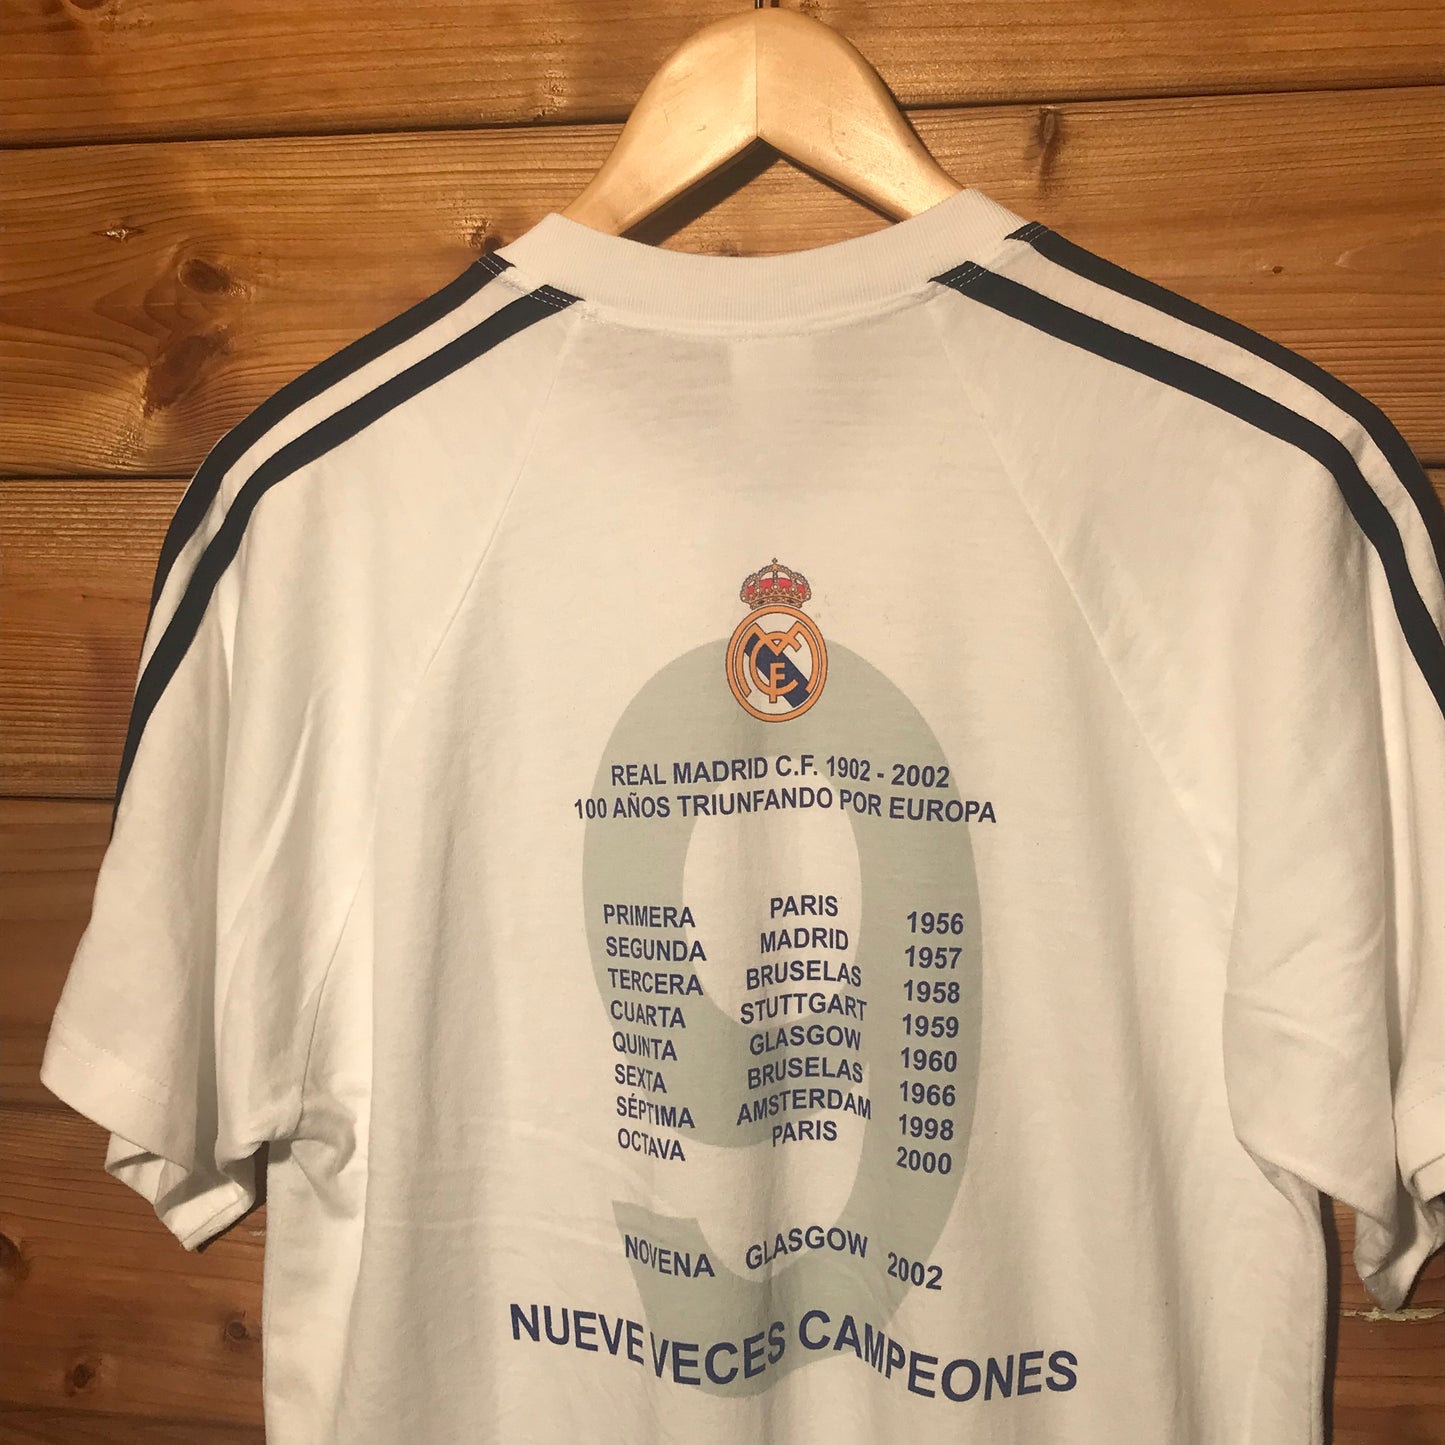 REAL MADRID C.F. 1902 - 2002
100 AÑOS TRIUNFANDO POR EUROPA
PRIMERA PARIS 1956
SEGUNDA MADRID 1957
TERCERA BRUSELAS 1958
CUARTA STUTTGART 1959
QUINTA GLASGOW 1960
SEXTA BRUSELAS 1966
SÉPTIMA AMSTERDAM 1998
OCTAVA PARIS 2000
NOVENA GLASGOW 2002
NUEVE VECES CAMPEONES
9